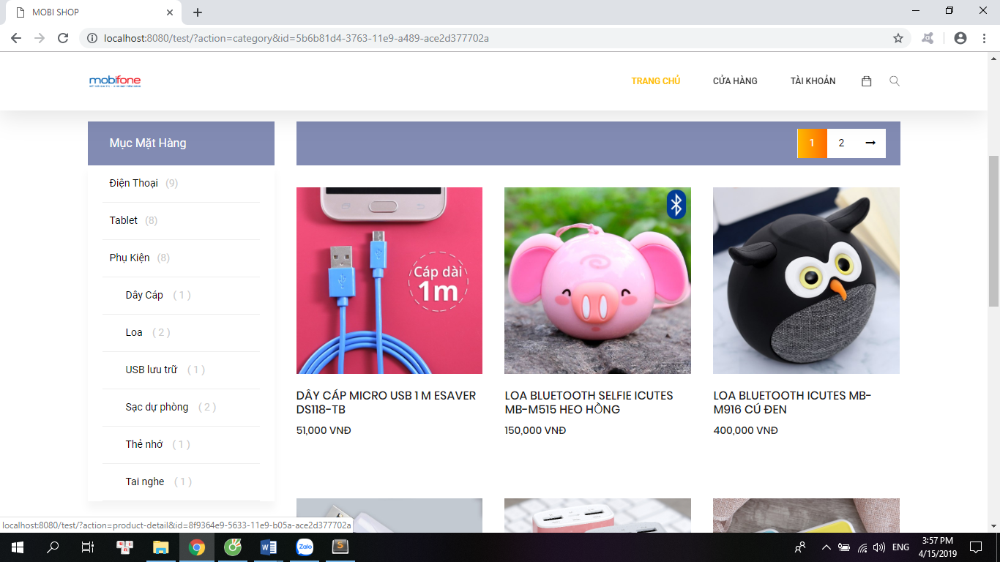 MOBI SHOP
localhost:8080/test/?action=category&id=5b6b81d4-3763-11e9-a489-ace2d377702a
mobifone
TRANG CHỦ
CỬA HÀNG
TÀI KHOẢN
Mục Mặt Hàng
1
2
Điện Thoại (9)
Tablet (8)
Phụ Kiện (8)
Dây Cáp ( 1 )
Loa ( 2 )
USB lưu trữ ( 1 )
Sạc dự phòng ( 2 )
Thẻ nhớ ( 1 )
Tai nghe ( 1 )
Cáp dài
1m
DÂY CÁP MICRO USB 1 M ESAVER
DS118-TB
51,000 VNĐ
LOA BLUETOOTH SELFIE ICUTES
MB-M515 HEO HỒNG
150,000 VNĐ
LOA BLUETOOTH ICUTES MB-
M916 CÚ ĐEN
400,000 VNĐ
localhost:8080/test/?action=product-detail&id=8f9364e9-5633-11e9-b05a-ace2d377702a
Zalo
ENG
3:57 PM
4/15/2019